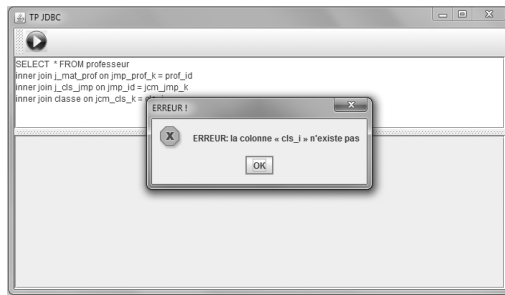 TP JDBC
SELECT * FROM professeur
inner join j_mat_prof on jmp_prof_k = prof_id
inner join j_cls_jmp on jmp_id = jcm_jmp_k
inner join classe on jcm_cls_k =
ERREUR !
X
ERREUR: la colonne « cls_i » n'existe pas
OK